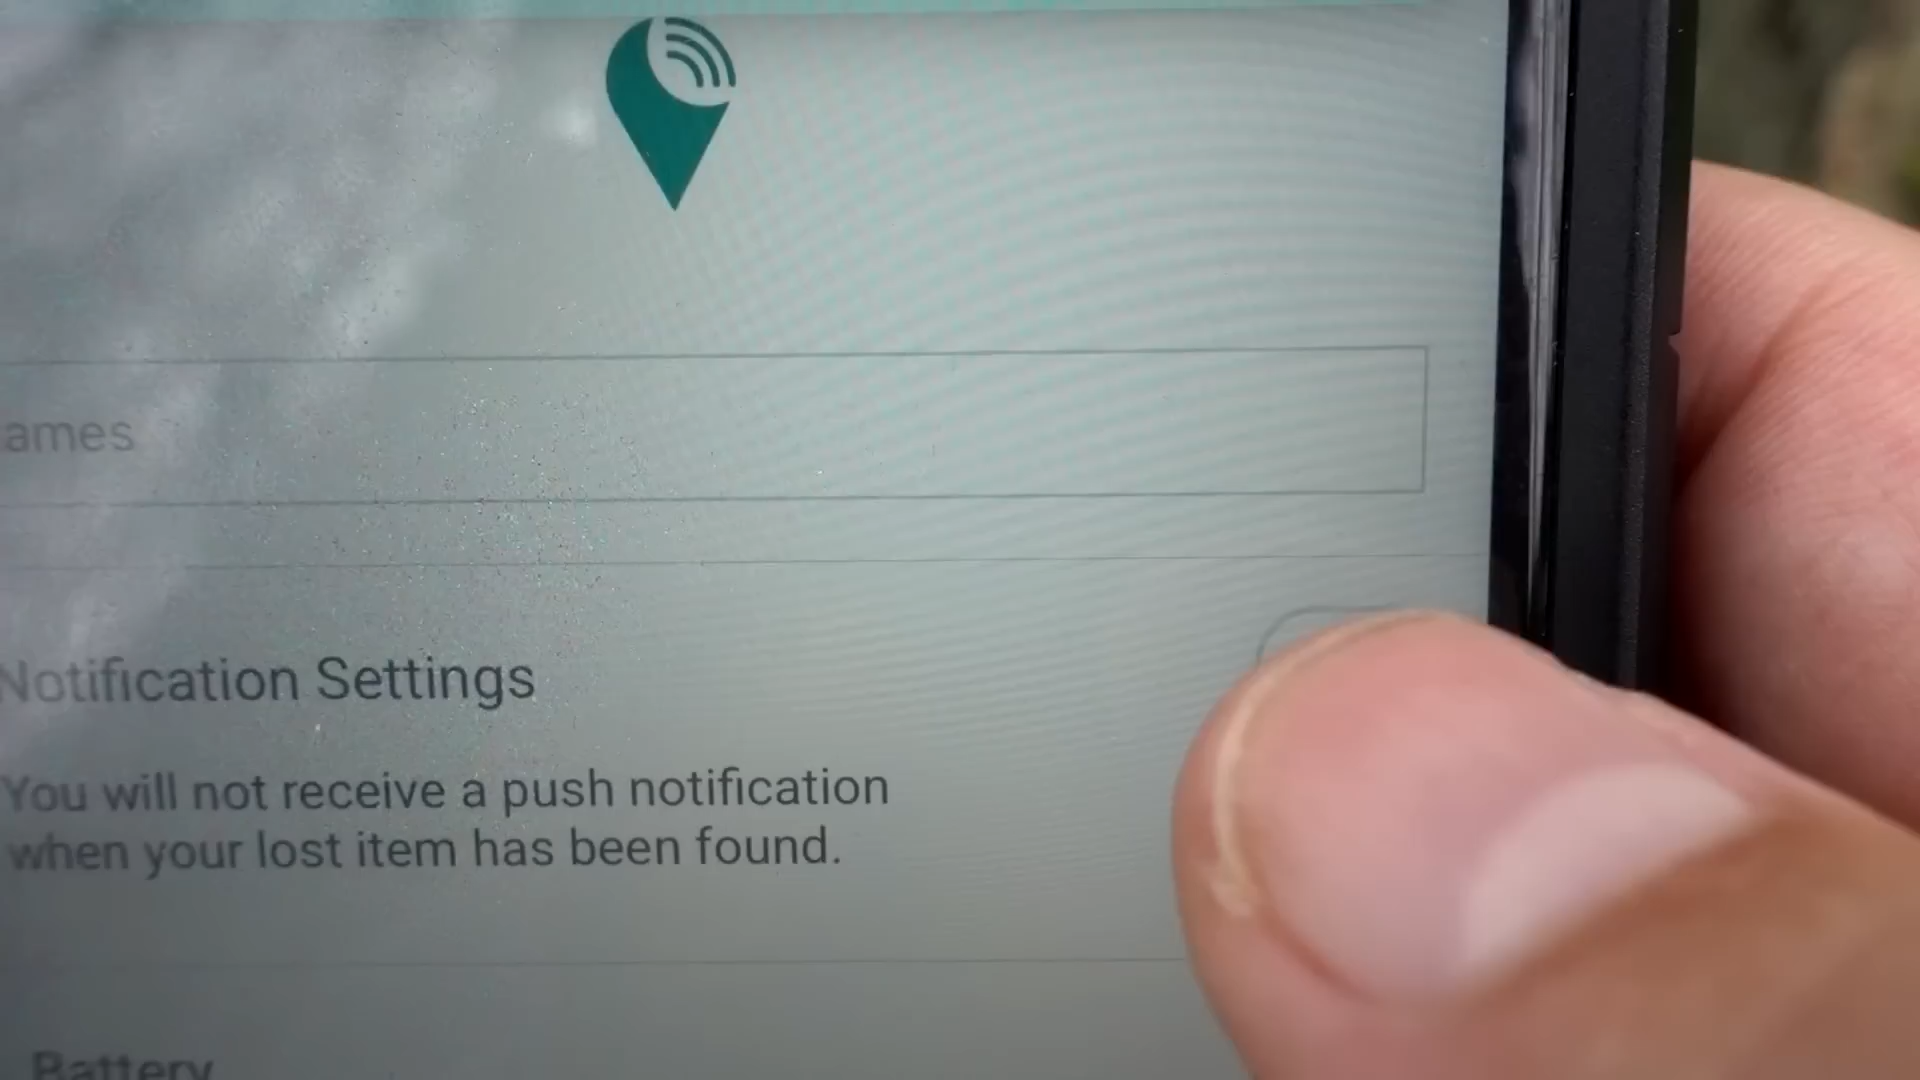 ames
Notification Settings
You will not receive a push notification
when your lost item has been found.
Battery